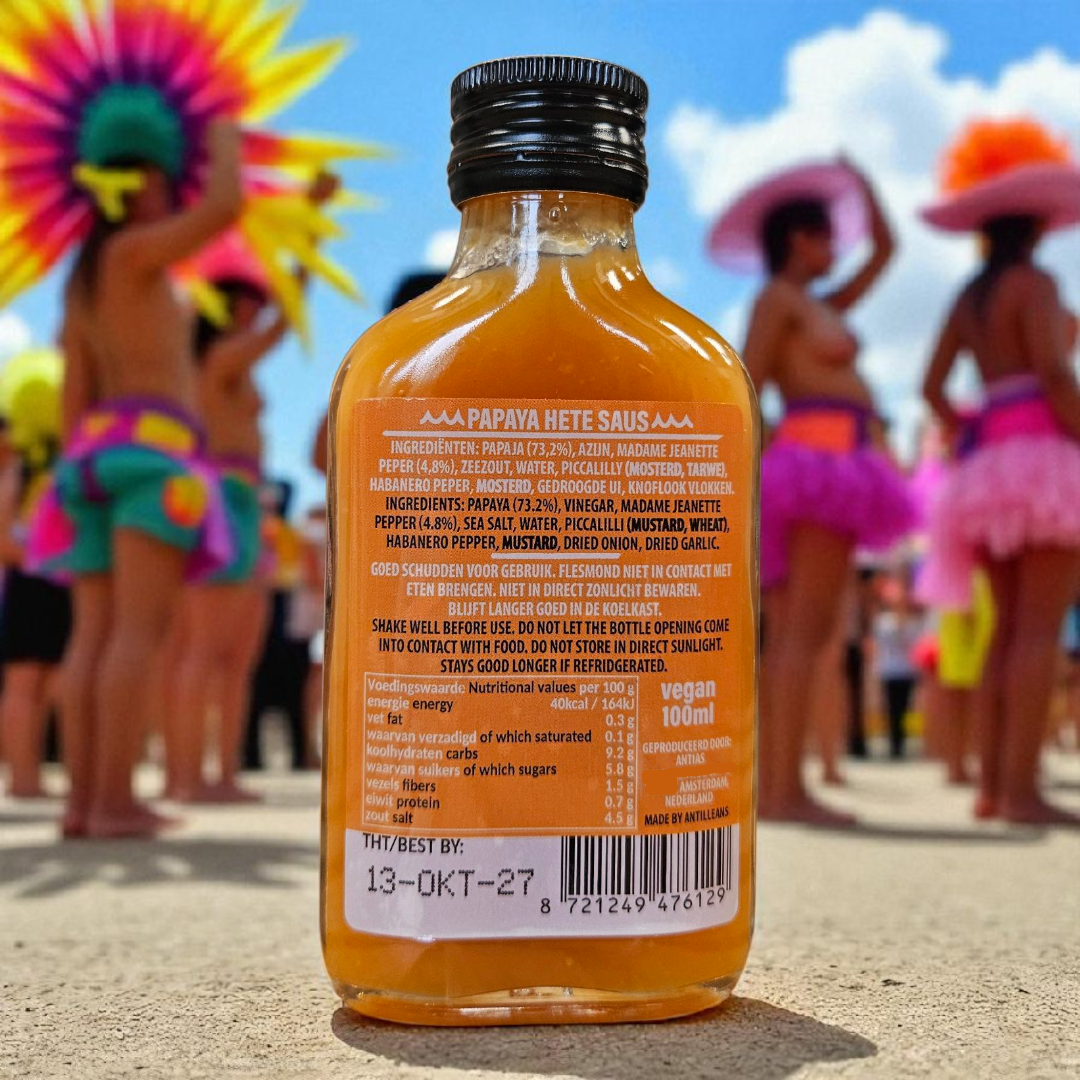 PAPAYA HETE SAUS
INGREDIËNTEN: PAPAJA (73,2%), AZIJN, MADAME JEANETTE
PEPER (4,8%), ZEEZOUT, WATER, PICCALILLY (MOSTERD, TARWE),
HABANERO PEPER, MOSTERD, GEDROOGDE UI, KNOFLOOK VLOKKEN.
INGREDIENTS: PAPAYA (73.2%), VINEGAR, MADAME JEANETTE
PEPPER (4.8%), SEA SALT, WATER, PICCALILLI (MUSTARD, WHEAT),
HABANERO PEPPER, MUSTARD, DRIED ONION, DRIED GARLIC.
GOED SCHUDDEN VOOR GEBRUIK. FLESMOND NIET IN CONTACT MET
ETEN BRENGEN. NIET IN DIRECT ZONLICHT BEWAREN.
BLIJFT LANGER GOED IN DE KOELKAST.
SHAKE WELL BEFORE USE. DO NOT LET THE BOTTLE OPENING COME
INTO CONTACT WITH FOOD. DO NOT STORE IN DIRECT SUNLIGHT.
STAYS GOOD LONGER IF REFRIDGERATED.
Voedingswaarde Nutritional values per 100 g
energie energy 40kcal / 164kJ
vet fat 0.3 g
waarvan verzadigd of which saturated 0.1 g
koolhydraten carbs 9.2 g
waarvan suikers of which sugars 5.8 g
vezels fibers 1.5 g
eiwit protein 0.7 g
zout salt 4.5 g
vegan
100ml
GEPRODUCEERD DOOR:
ANTIAS
AMSTERDAM,
NEDERLAND
MADE BY ANTILLEANS
THT/BEST BY:
13-OKT-27
8 721249 476129